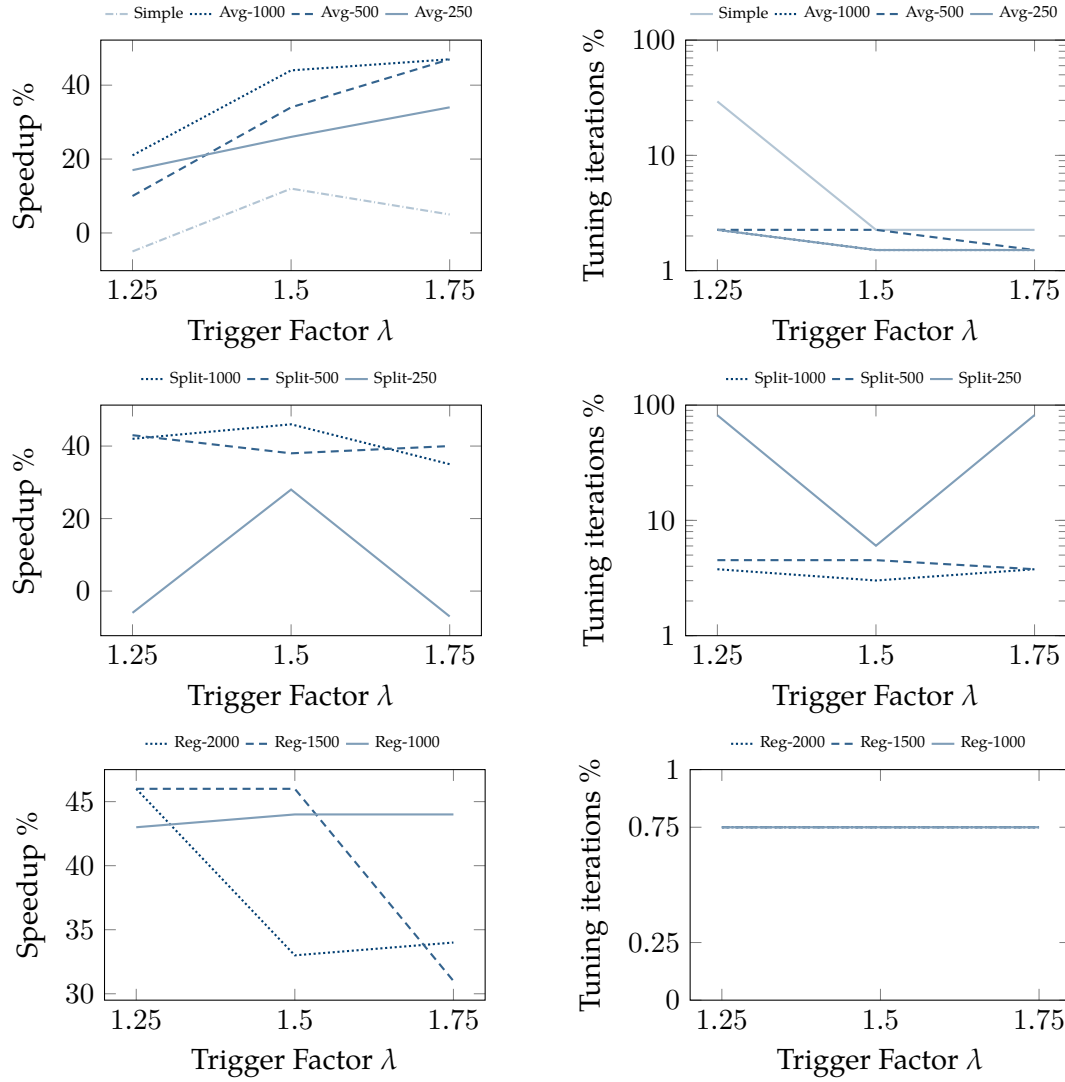 Simple Avg-1000 Avg-500 Avg-250
Speedup %
40
20
0
1.25 1.5 1.75
Trigger Factor λ
Simple Avg-1000 Avg-500 Avg-250
Tuning iterations %
100
10
1
1.25 1.5 1.75
Trigger Factor λ
Split-1000 Split-500 Split-250
Speedup %
40
20
0
1.25 1.5 1.75
Trigger Factor λ
Split-1000 Split-500 Split-250
Tuning iterations %
100
10
1
1.25 1.5 1.75
Trigger Factor λ
Reg-2000 Reg-1500 Reg-1000
Speedup %
45
40
35
30
1.25 1.5 1.75
Trigger Factor λ
Reg-2000 Reg-1500 Reg-1000
Tuning iterations %
1
0.75
0.25
0
1.25 1.5 1.75
Trigger Factor λ